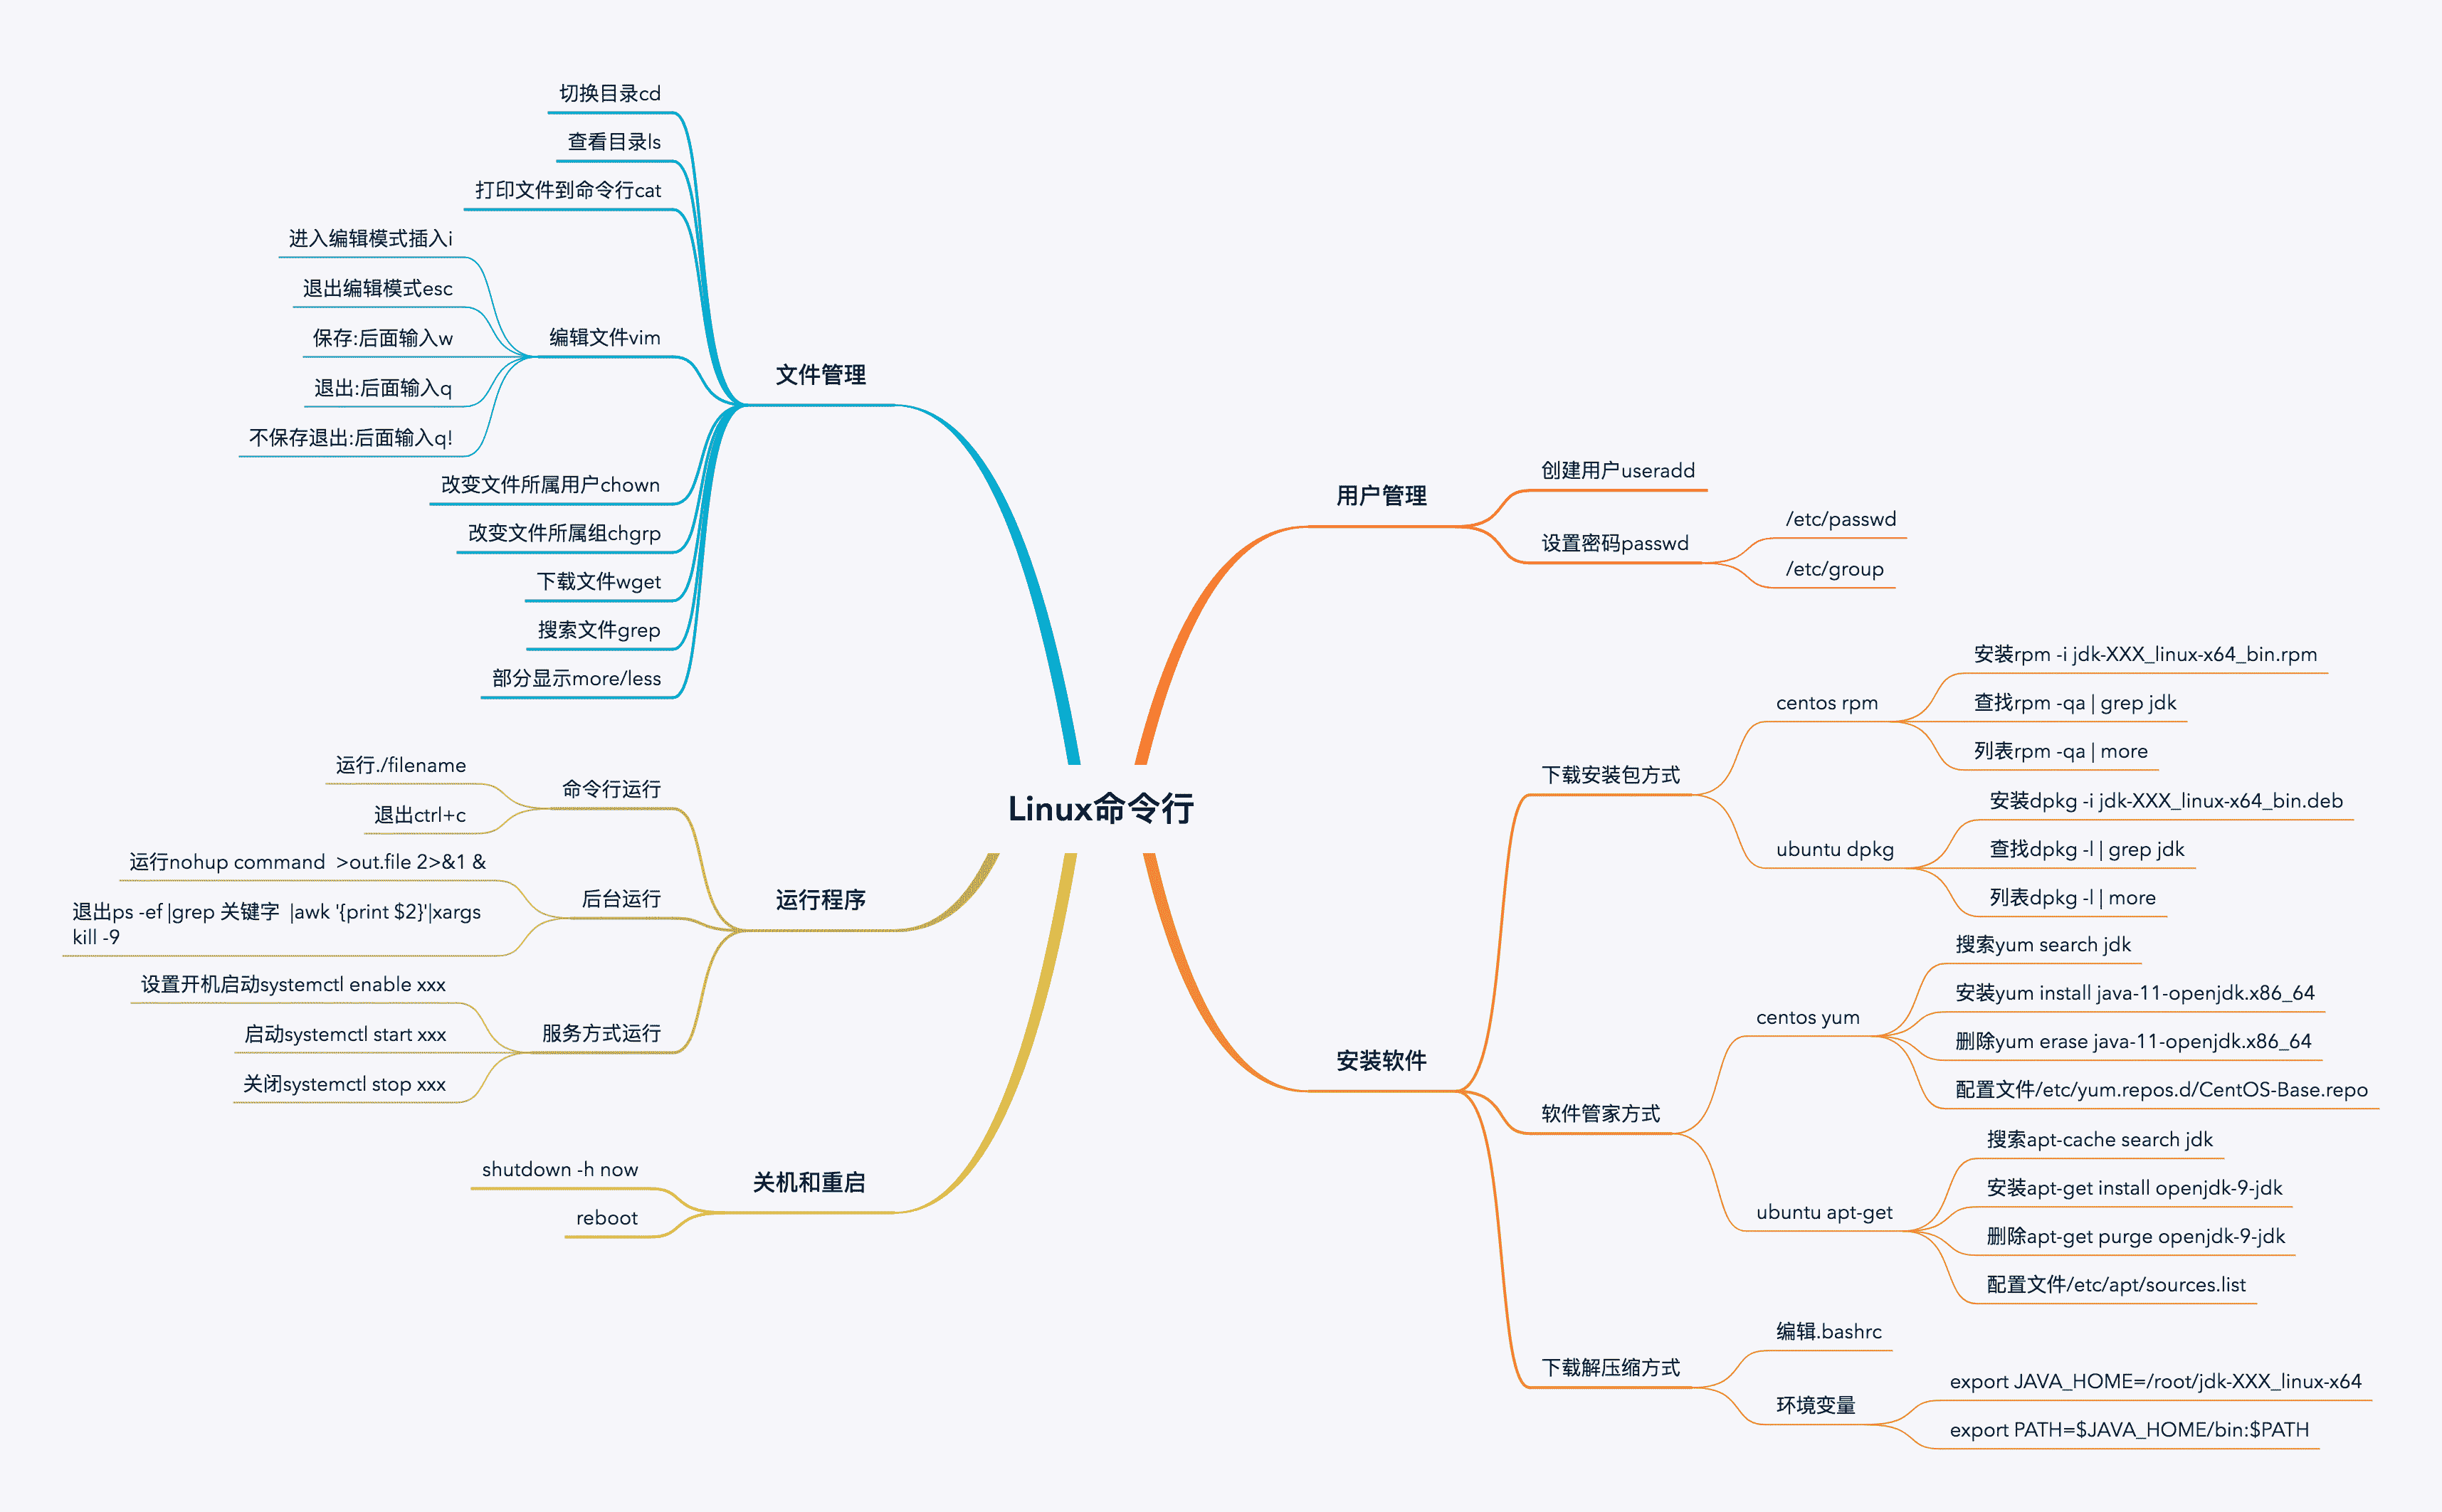 Linux命令行
用户管理
创建用户useradd
设置密码passwd
/etc/passwd
/etc/group
安装软件
下载安装包方式
centos rpm
安装rpm -i jdk-XXX_linux-x64_bin.rpm
查找rpm -qa | grep jdk
列表rpm -qa | more
ubuntu dpkg
安装dpkg -i jdk-XXX_linux-x64_bin.deb
查找dpkg -l | grep jdk
列表dpkg -l | more
软件管家方式
centos yum
搜索yum search jdk
安装yum install java-11-openjdk.x86_64
删除yum erase java-11-openjdk.x86_64
配置文件/etc/yum.repos.d/CentOS-Base.repo
ubuntu apt-get
搜索apt-cache search jdk
安装apt-get install openjdk-9-jdk
删除apt-get purge openjdk-9-jdk
配置文件/etc/apt/sources.list
下载解压缩方式
编辑.bashrc
环境变量
export JAVA_HOME=/root/jdk-XXX_linux-x64
export PATH=$JAVA_HOME/bin:$PATH
文件管理
切换目录cd
查看目录ls
打印文件到命令行cat
编辑文件vim
进入编辑模式插入i
退出编辑模式esc
保存:后面输入w
退出:后面输入q
不保存退出:后面输入q!
改变文件所属用户chown
改变文件所属组chgrp
下载文件wget
搜索文件grep
部分显示more/less
运行程序
命令行运行
运行./filename
退出ctrl+c
后台运行
运行nohup command  >out.file 2>&1 &
退出ps -ef |grep 关键字  |awk '{print $2}'|xargs
kill -9
服务方式运行
设置开机启动systemctl enable xxx
启动systemctl start xxx
关闭systemctl stop xxx
关机和重启
shutdown -h now
reboot